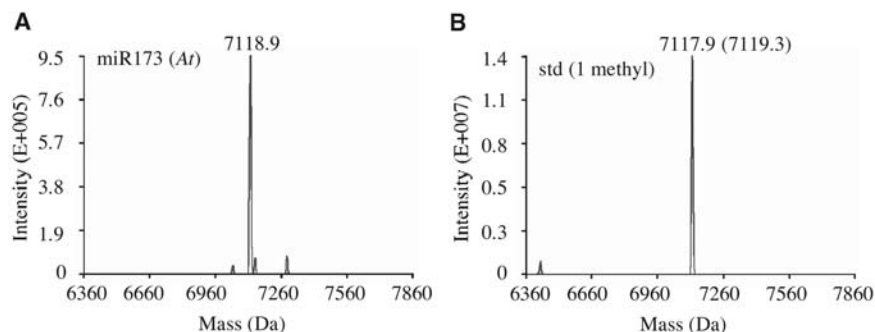 A
7118.9
miR173 (At)
9.5
7.6
5.7
3.8
1.9
0
Intensity (E+005)
6360 6660 6960 7260 7560 7860
Mass (Da)
B
7117.9 (7119.3)
std (1 methyl)
1.4
1.1
0.8
0.5
0.3
0
Intensity (E+007)
6360 6660 6960 7260 7560 7860
Mass (Da)